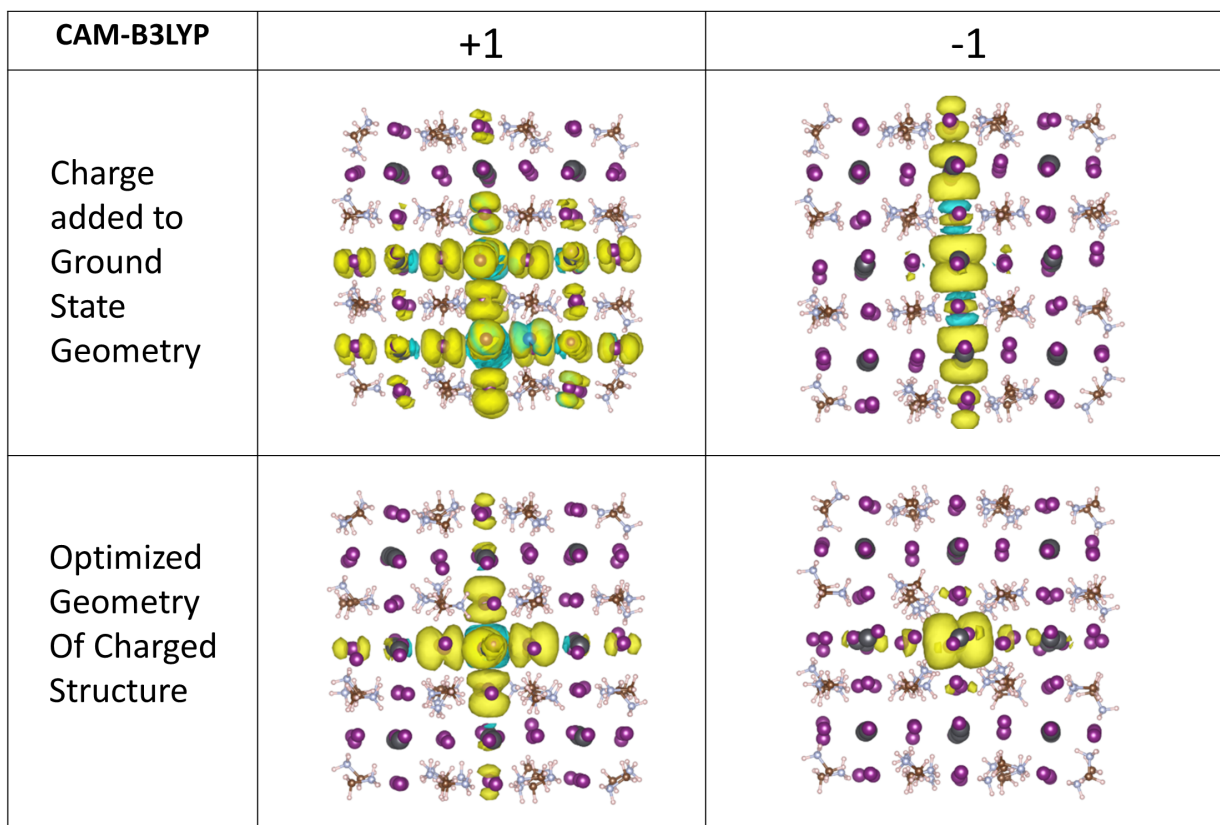 CAM-B3LYP
+1
-1
Charge
added to
Ground
State
Geometry
Optimized
Geometry
Of Charged
Structure